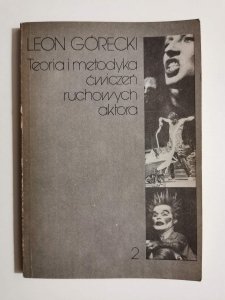 LEON GÓRECKI
Teoria i metodyka
ćwiczeń
ruchowych
aktora
2